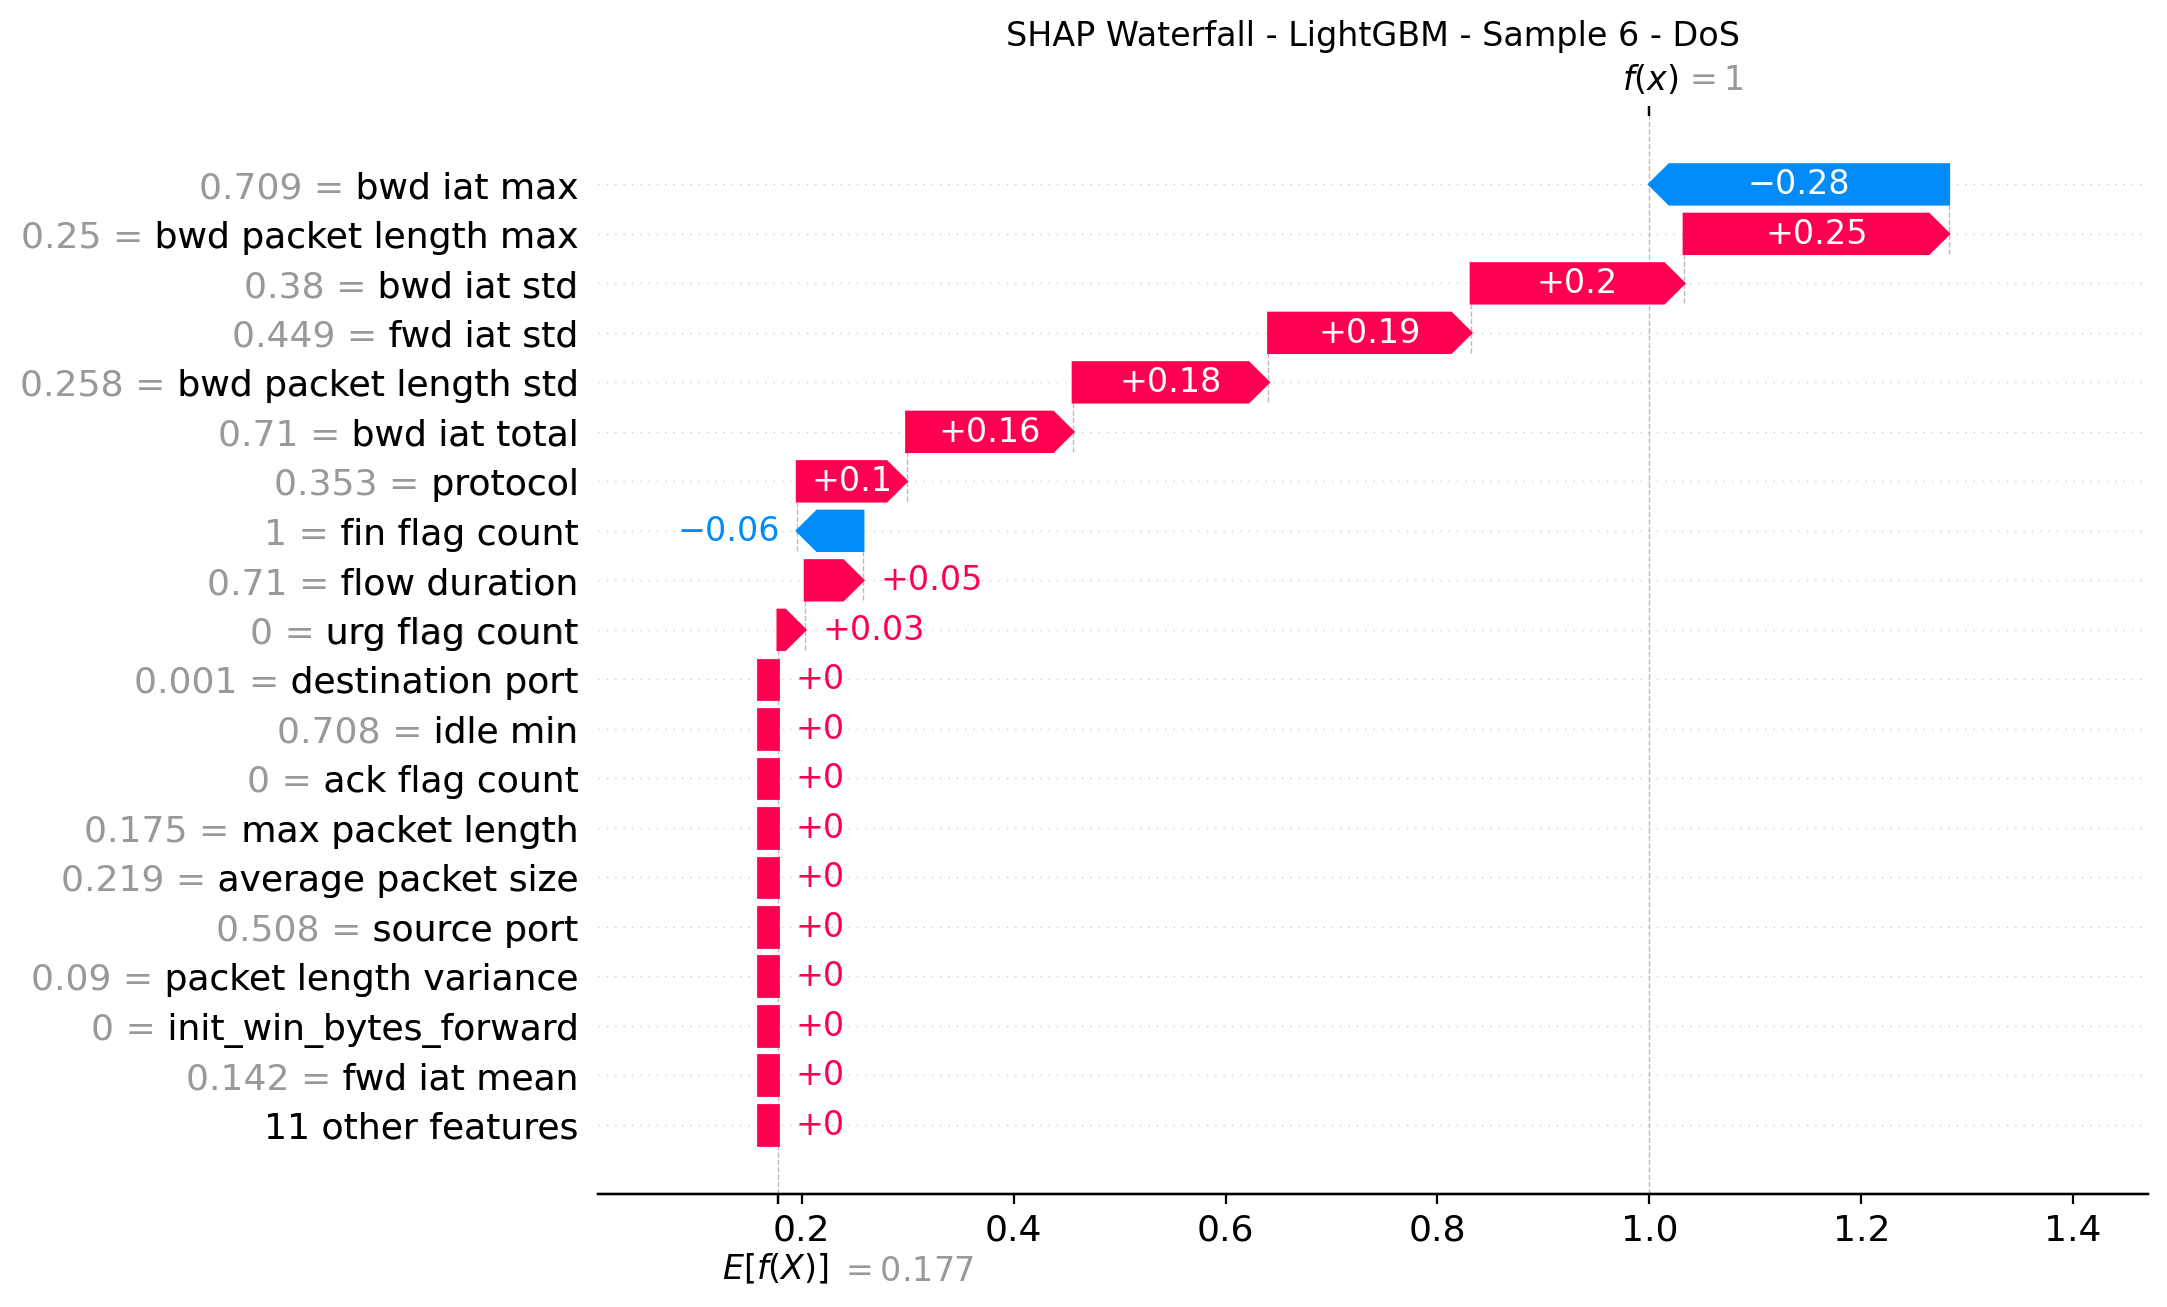 SHAP Waterfall - LightGBM - Sample 6 - DoS
f(x) = 1
0.709 = bwd iat max
−0.28
0.25 = bwd packet length max
+0.25
0.38 = bwd iat std
+0.2
0.449 = fwd iat std
+0.19
0.258 = bwd packet length std
+0.18
0.71 = bwd iat total
+0.16
0.353 = protocol
+0.1
1 = fin flag count
−0.06
0.71 = flow duration
+0.05
0 = urg flag count
+0.03
0.001 = destination port
+0
0.708 = idle min
+0
0 = ack flag count
+0
0.175 = max packet length
+0
0.219 = average packet size
+0
0.508 = source port
+0
0.09 = packet length variance
+0
0 = init_win_bytes_forward
+0
0.142 = fwd iat mean
+0
11 other features
+0
0.2 0.4 0.6 0.8 1.0 1.2 1.4
E[f(X)] = 0.177